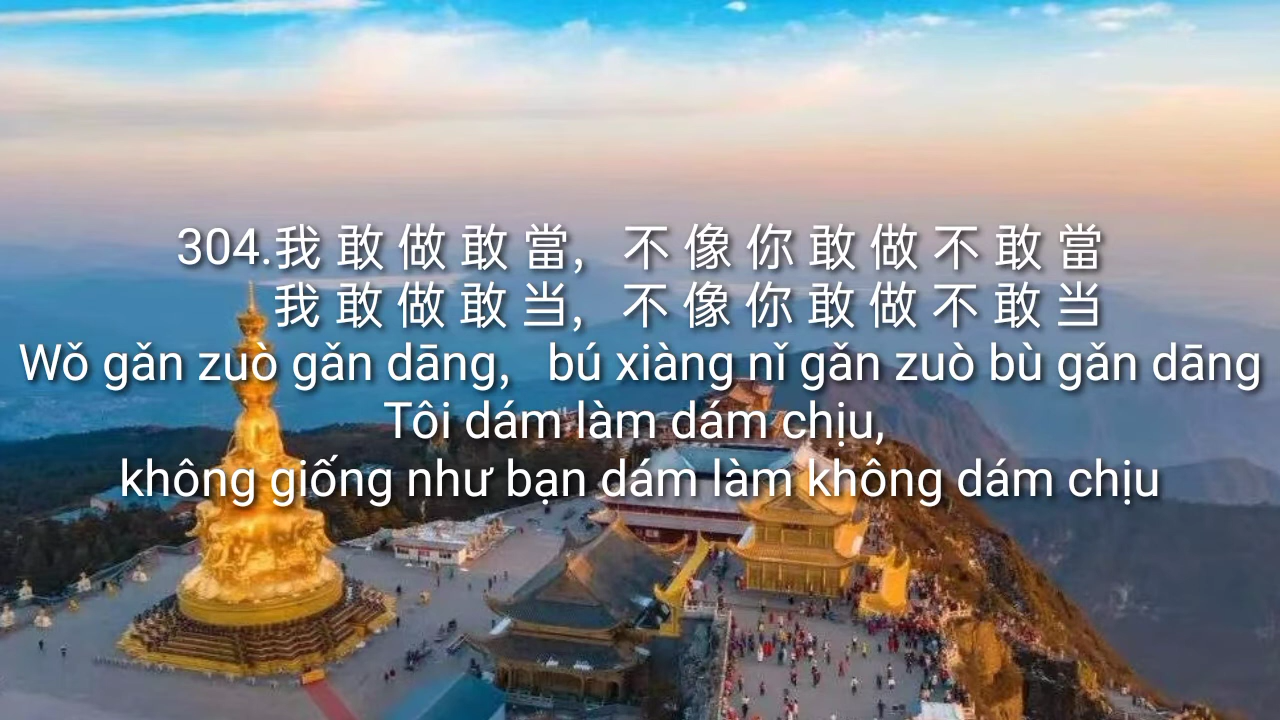 304.我 敢 做 敢 當， 不 像 你 敢 做 不 敢 當
我 敢 做 敢 当， 不 像 你 敢 做 不 敢 当
Wǒ gǎn zuò gǎn dāng， bú xiàng nǐ gǎn zuò bù gǎn dāng
Tôi dám làm dám chịu,
không giống như bạn dám làm không dám chịu